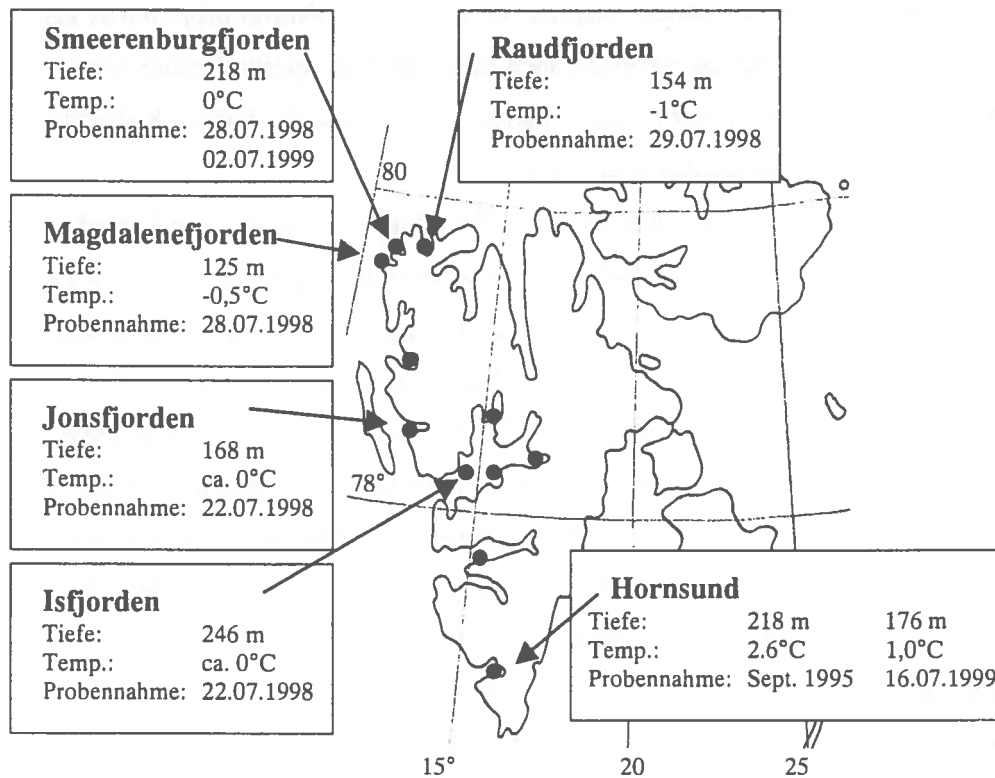 Smeerenburgfjorden
Tiefe: 218 m
Temp.: 0°C
Probennahme: 28.07.1998
02.07.1999
Raudfjorden
Tiefe: 154 m
Temp.: -1°C
Probennahme: 29.07.1998
80
Magdalenefjorden
Tiefe: 125 m
Temp.: -0,5°C
Probennahme: 28.07.1998
Jonsfjorden
Tiefe: 168 m
Temp.: ca. 0°C
Probennahme: 22.07.1998
78°
Isfjorden
Tiefe: 246 m
Temp.: ca. 0°C
Probennahme: 22.07.1998
Hornsund
Tiefe: 218 m 176 m
Temp.: 2.6°C 1,0°C
Probennahme: Sept. 1995 16.07.1999
15° 20 25